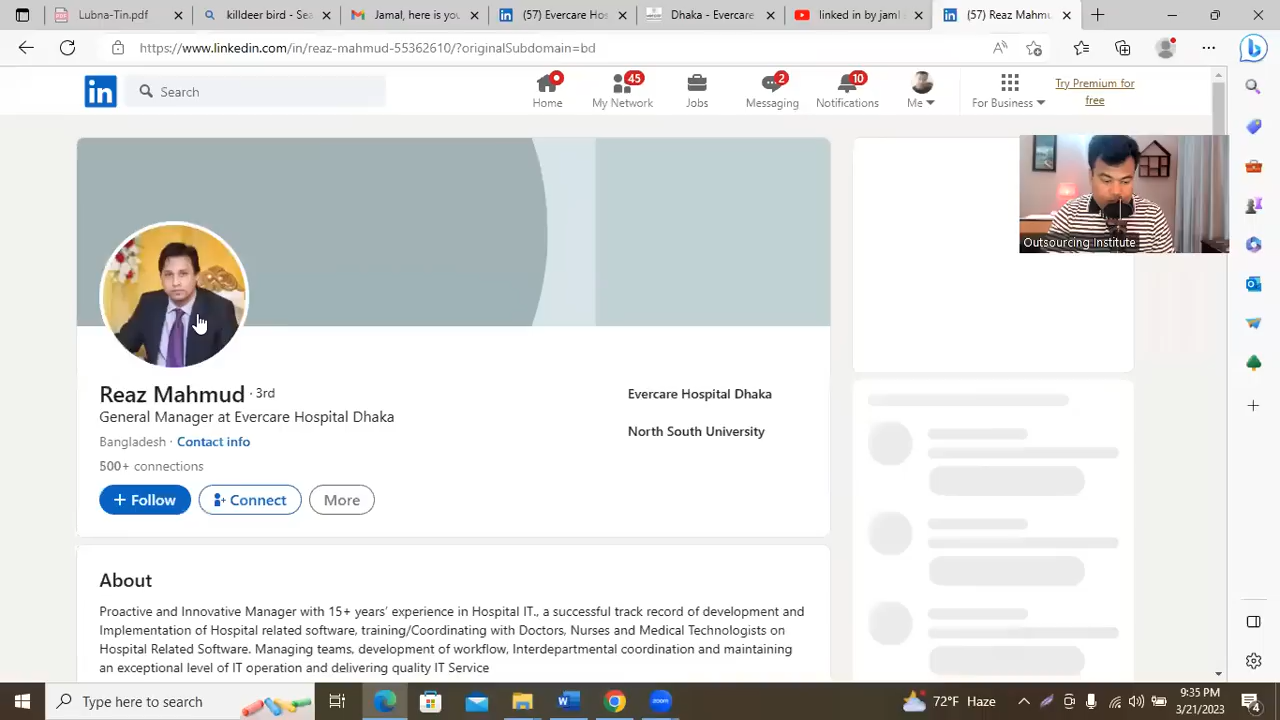 Lubna-Tin.pdf
killdeer bird - Sea
Jamal, here is you
(57) Evercare Hos
Dhaka - Evercare
linked in by jaml
(57) Reaz Mahmu
https://www.linkedin.com/in/reaz-mahmud-55362610/?originalSubdomain=bd
in
Search
45
2
10
Home
My Network
Jobs
Messaging
Notifications
Me
For Business
Try Premium for
free
Outsourcing Institute
Reaz Mahmud · 3rd
General Manager at Evercare Hospital Dhaka
Bangladesh · Contact info
500+ connections
Evercare Hospital Dhaka
North South University
+ Follow
Connect
More
About
Proactive and Innovative Manager with 15+ years’ experience in Hospital IT., a successful track record of development and
Implementation of Hospital related software, training/Coordinating with Doctors, Nurses and Medical Technologists on
Hospital Related Software. Managing teams, development of workflow, Interdepartmental coordination and maintaining
an exceptional level of IT operation and delivering quality IT Service
Type here to search
zoom
72°F Haze
9:35 PM
3/21/2023
4